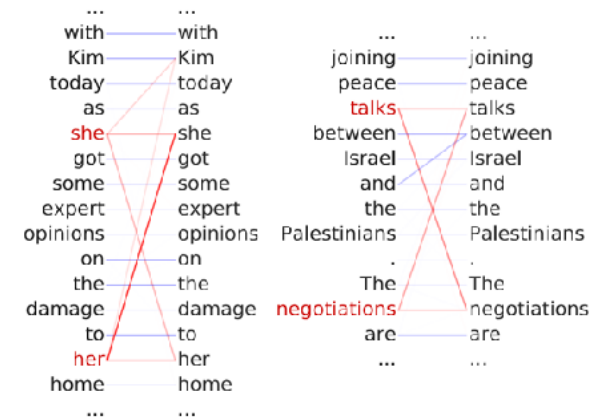 ... ...
with with
Kim Kim
today today
as as
she she
got got
some some
expert expert
opinions opinions
on on
the the
damage damage
to to
her her
home home
... ...
... ...
joining joining
peace peace
talks talks
between between
Israel Israel
and and
the the
Palestinians Palestinians
. .
The The
negotiations negotiations
are are
... ...